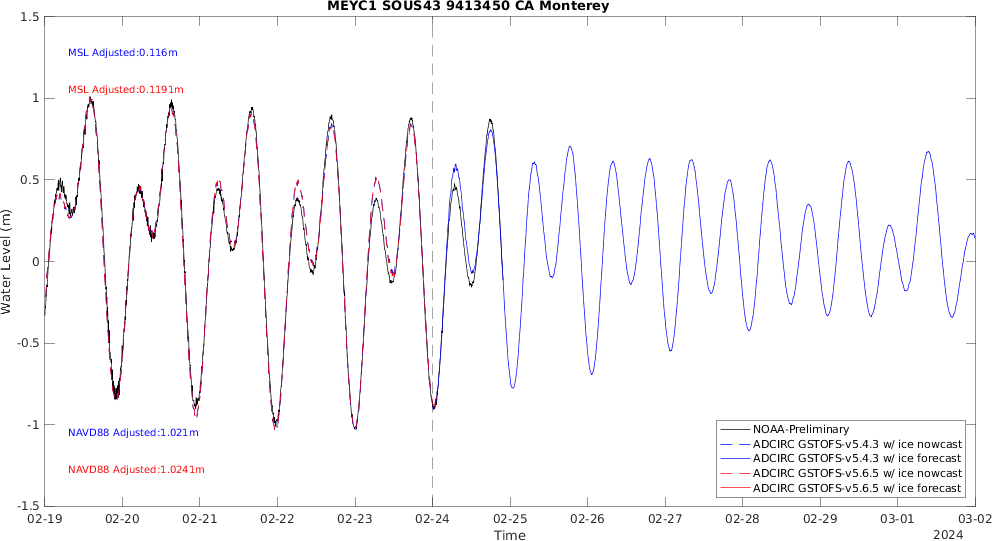 MEYC1 SOUS43 9413450 CA Monterey
1.5
1
0.5
0
-0.5
-1
-1.5
Water Level (m)
MSL Adjusted:0.116m
MSL Adjusted:0.1191m
NAVD88 Adjusted:1.021m
NAVD88 Adjusted:1.0241m
NOAA-Preliminary
ADCIRC GSTOFS-v5.4.3 w/ ice nowcast
ADCIRC GSTOFS-v5.4.3 w/ ice forecast
ADCIRC GSTOFS-v5.6.5 w/ ice nowcast
ADCIRC GSTOFS-v5.6.5 w/ ice forecast
02-19 02-20 02-21 02-22 02-23 02-24 02-25 02-26 02-27 02-28 02-29 03-01 03-02
Time
2024